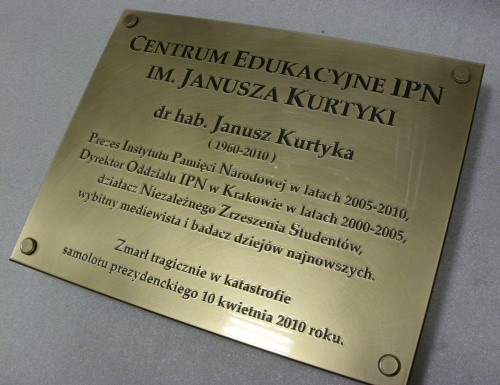 CENTRUM EDUKACYJNE IPN
IM. JANUSZA KURTYKI
dr hab. Janusz Kurtyka
(1960-2010)
Prezes Instytutu Pamięci Narodowej w latach 2005-2010,
Dyrektor Oddziału IPN w Krakowie w latach 2000-2005,
działacz Niezależnego Zrzeszenia Studentów,
wybitny mediewista i badacz dziejów najnowszych.
Zmarł tragicznie w katastrofie
samolotu prezydenckiego 10 kwietnia 2010 roku.